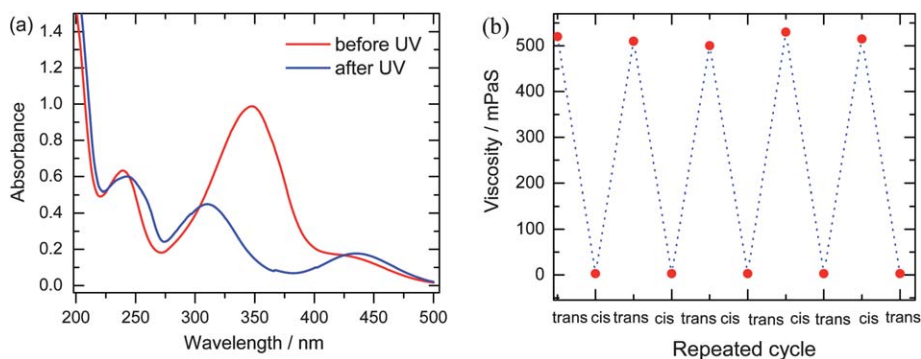 (a)
before UV
after UV
1.4
1.2
1.0
0.8
0.6
0.4
0.2
0.0
Absorbance
200 250 300 350 400 450 500
Wavelength / nm
(b)
500
400
300
200
100
0
Viscosity / mPaS
trans cis trans cis trans cis trans cis trans
Repeated cycle